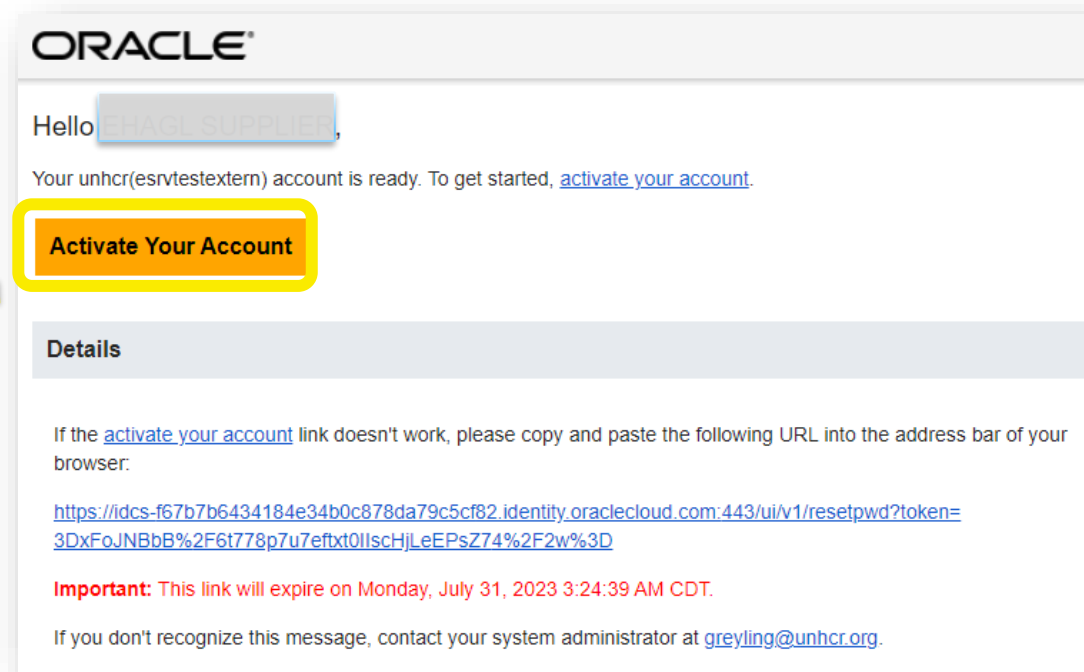 ORACLE®
Hello EHAGL SUPPLIER,
Your unhcr(esrvtestextern) account is ready. To get started, activate your account.
Activate Your Account
Details
If the activate your account link doesn't work, please copy and paste the following URL into the address bar of your
browser:
https://idcs-f67b7b6434184e34b0c878da79c5cf82.identity.oraclecloud.com:443/ui/v1/resetpwd?token=
3DxFoJNBbB%2F6t778p7u7eftxt0IIscHjLeEPsZ74%2F2w%3D
Important: This link will expire on Monday, July 31, 2023 3:24:39 AM CDT.
If you don't recognize this message, contact your system administrator at greyling@unhcr.org.